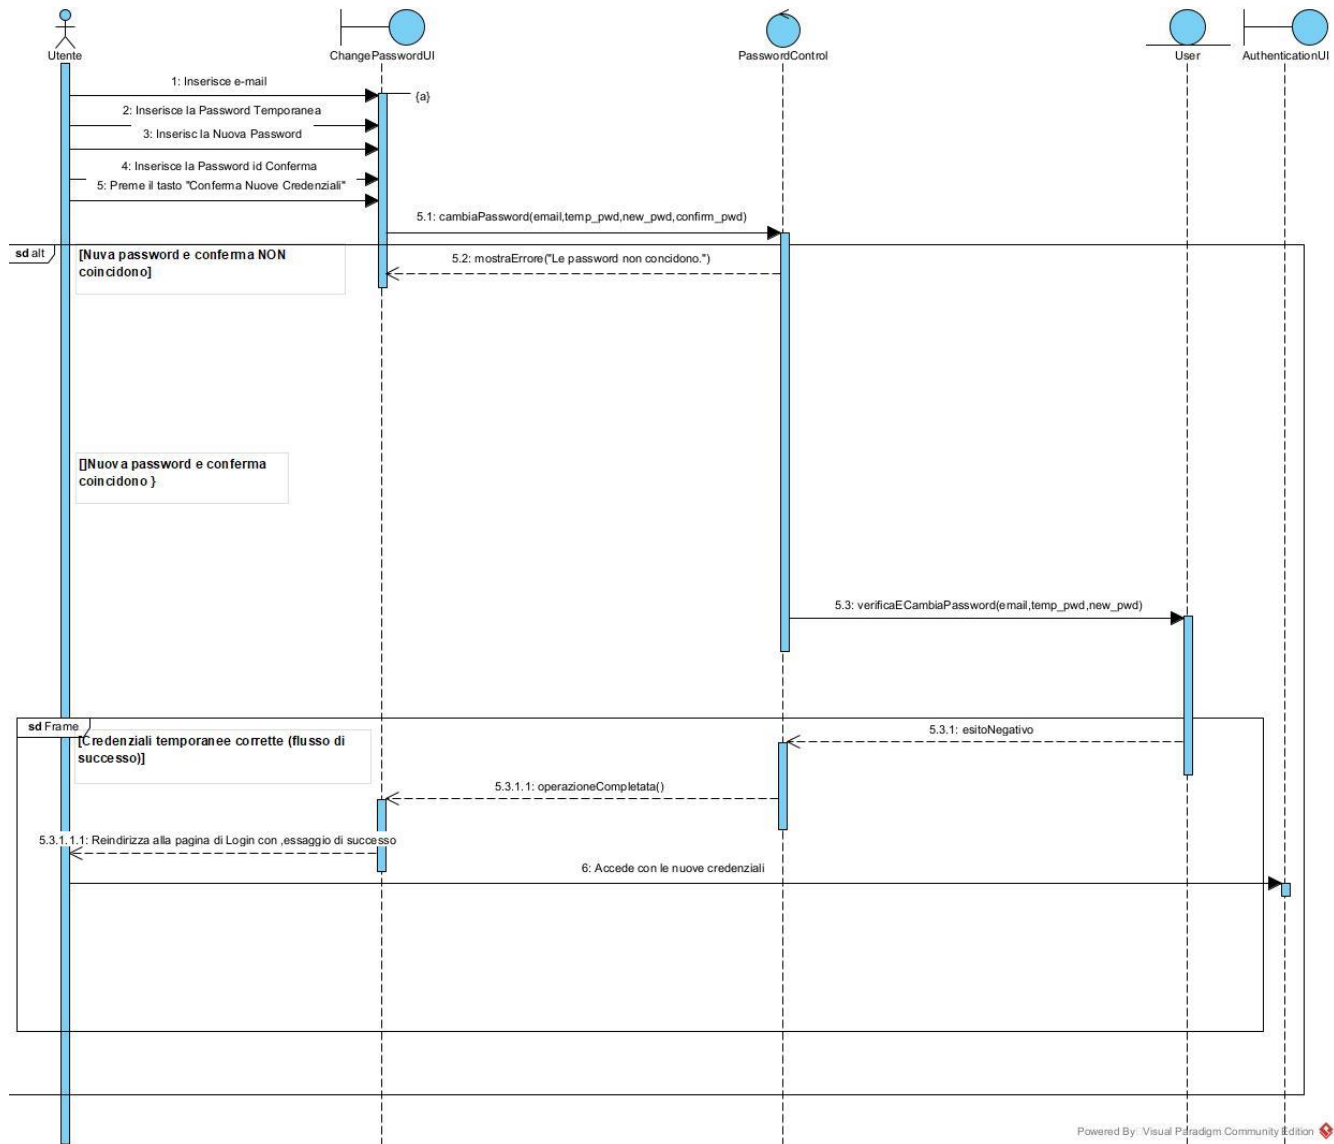 Utente
ChangePasswordUI
PasswordControl
User
AuthenticationUI
1: Inserisce e-mail
{a}
2: Inserisce la Password Temporanea
3: Inserisc la Nuova Password
4: Inserisce la Password id Conferma
5: Preme il tasto "Conferma Nuove Credenziali"
5.1: cambiaPassword(email,temp_pwd,new_pwd,confirm_pwd)
sd alt
[Nuva password e conferma NON
coincidono]
5.2: mostraErrore("Le password non concidono.")
[]Nuova password e conferma
coincidono }
5.3: verificaECambiaPassword(email,temp_pwd,new_pwd)
sd Frame
[Credenziali temporanee corrette (flusso di
successo)]
5.3.1: esitoNegativo
5.3.1.1: operazioneCompletata()
5.3.1.1.1: Reindirizza alla pagina di Login con ,essaggio di successo
6: Accede con le nuove credenziali
Powered By Visual Paradigm Community Edition